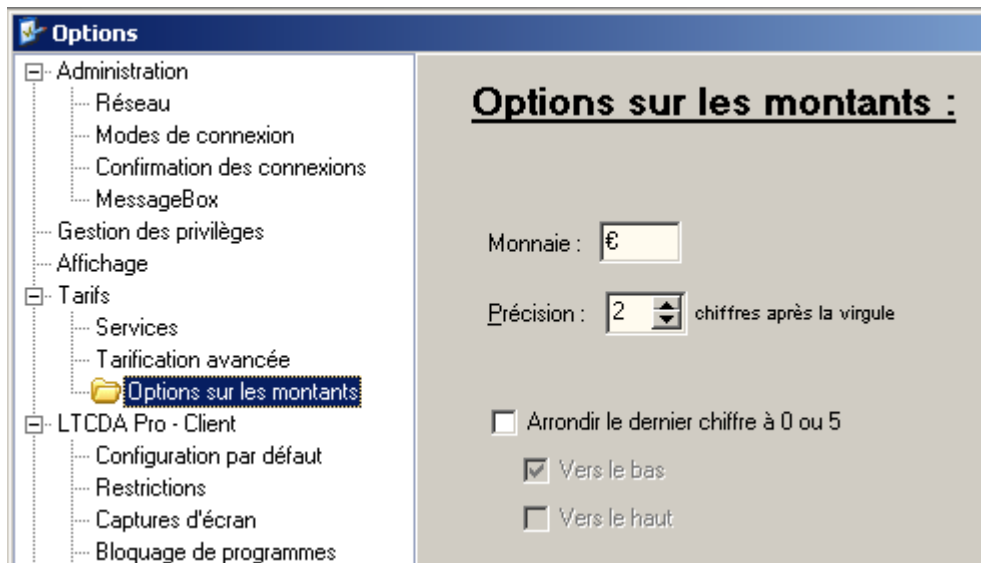 Options
Administration
Réseau
Modes de connexion
Confirmation des connexions
MessageBox
Gestion des privilèges
Affichage
Tarifs
Services
Tarification avancée
Options sur les montants
LTCDA Pro - Client
Configuration par défaut
Restrictions
Captures d'écran
Bloquage de programmes
Options sur les montants :
Monnaie : €
Précision : 2 chiffres après la virgule
Arrondir le dernier chiffre à 0 ou 5
Vers le bas
Vers le haut